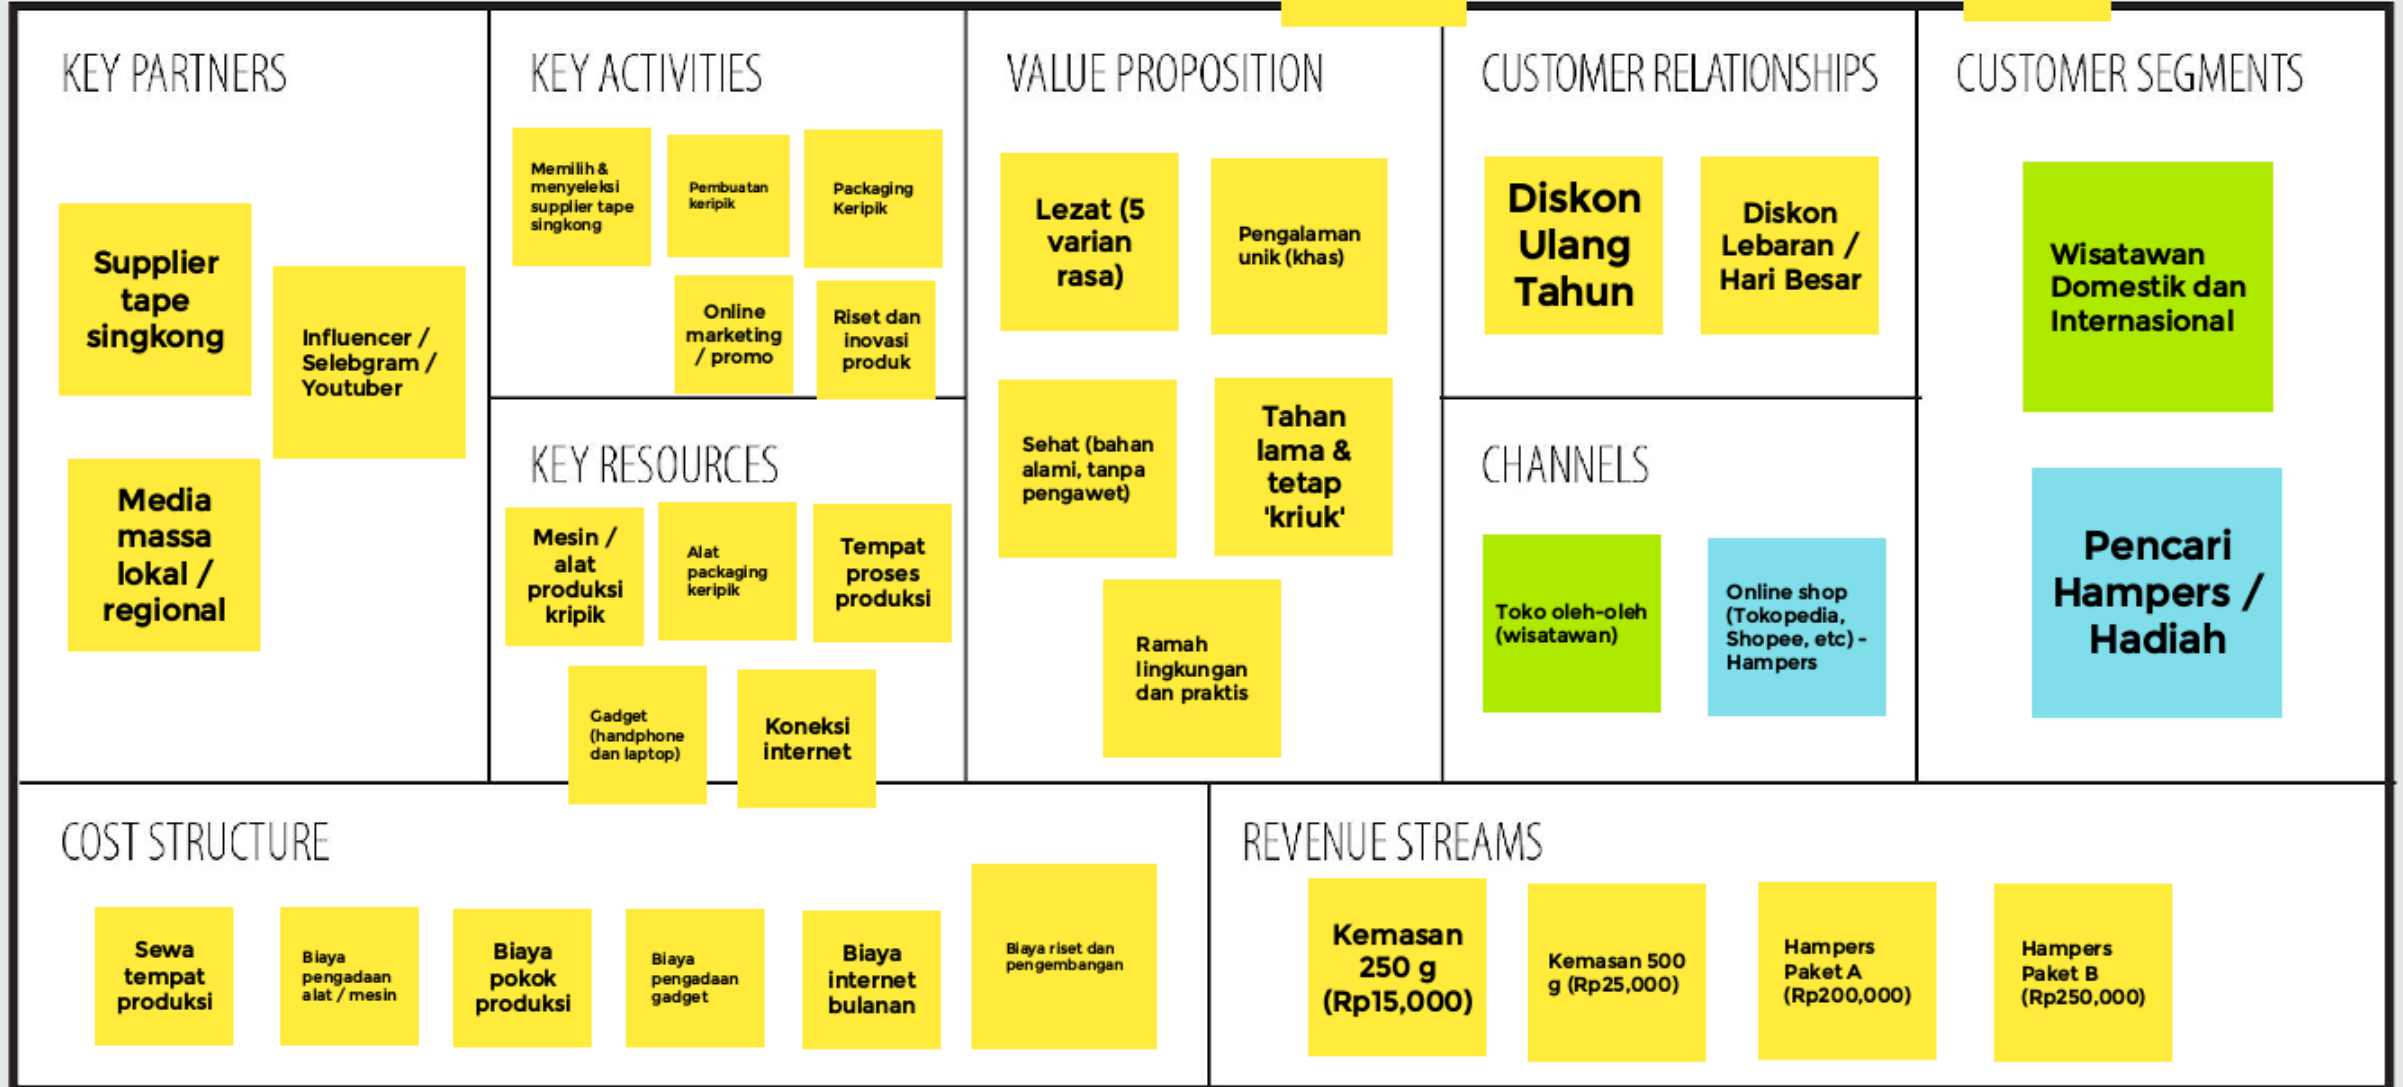 KEY PARTNERS
Supplier
tape
singkong
Influencer /
Selebgram /
Youtuber
Media
massa
lokal /
regional
KEY ACTIVITIES
Memilih &
menyeleksi
supplier tape
singkong
Pembuatan
keripik
Packaging
Keripik
Online
marketing
/ promo
Riset dan
inovasi
produk
KEY RESOURCES
Mesin /
alat
produksi
kripik
Alat
packaging
keripik
Tempat
proses
produksi
Gadget
(handphone
dan laptop)
Koneksi
internet
VALUE PROPOSITION
Lezat (5
varian
rasa)
Pengalaman
unik (khas)
Sehat (bahan
alami, tanpa
pengawet)
Tahan
lama &
tetap
'kriuk'
Ramah
lingkungan
dan praktis
CUSTOMER RELATIONSHIPS
Diskon
Ulang
Tahun
Diskon
Lebaran /
Hari Besar
CHANNELS
Toko oleh-oleh
(wisatawan)
Online shop
(Tokopedia,
Shopee, etc) -
Hampers
CUSTOMER SEGMENTS
Wisatawan
Domestik dan
Internasional
Pencari
Hampers /
Hadiah
COST STRUCTURE
Sewa
tempat
produksi
Biaya
pengadaan
alat / mesin
Biaya
pokok
produksi
Biaya
pengadaan
gadget
Biaya
internet
bulanan
Biaya riset dan
pengembangan
REVENUE STREAMS
Kemasan
250 g
(Rp15,000)
Kemasan 500
g (Rp25,000)
Hampers
Paket A
(Rp200,000)
Hampers
Paket B
(Rp250,000)